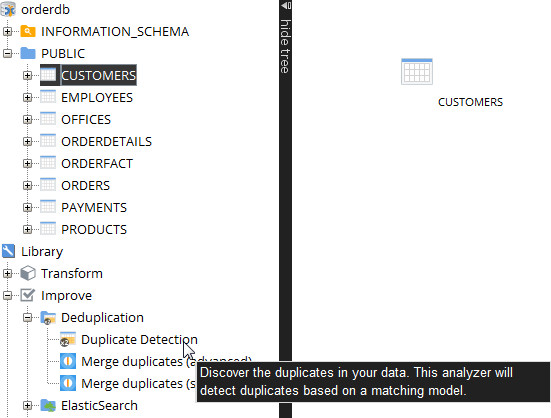 orderdb
INFORMATION_SCHEMA
PUBLIC
CUSTOMERS
EMPLOYEES
OFFICES
ORDERDETAILS
ORDERFACT
ORDERS
PAYMENTS
PRODUCTS
Library
Transform
Improve
Deduplication
Duplicate Detection
Merge duplicates (advanced)
Merge duplicates (s
ElasticSearch
hide tree
CUSTOMERS
Discover the duplicates in your data. This analyzer will
detect duplicates based on a matching model.